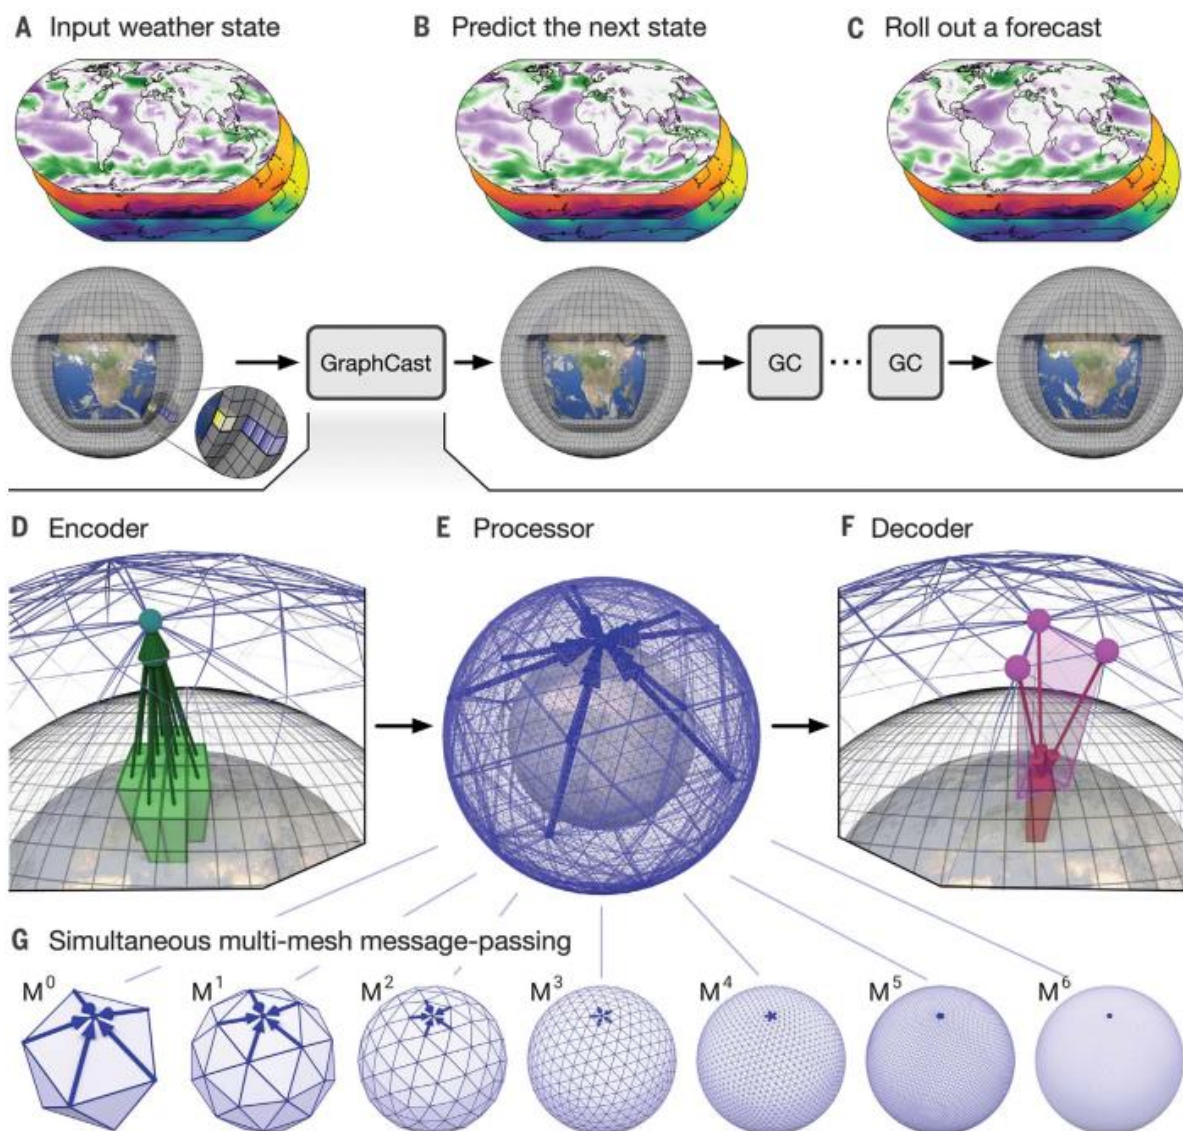 A Input weather state
B Predict the next state
C Roll out a forecast
GraphCast
GC
...
GC
D Encoder
E Processor
F Decoder
G Simultaneous multi-mesh message-passing
M⁰
M¹
M²
M³
M⁴
M⁵
M⁶